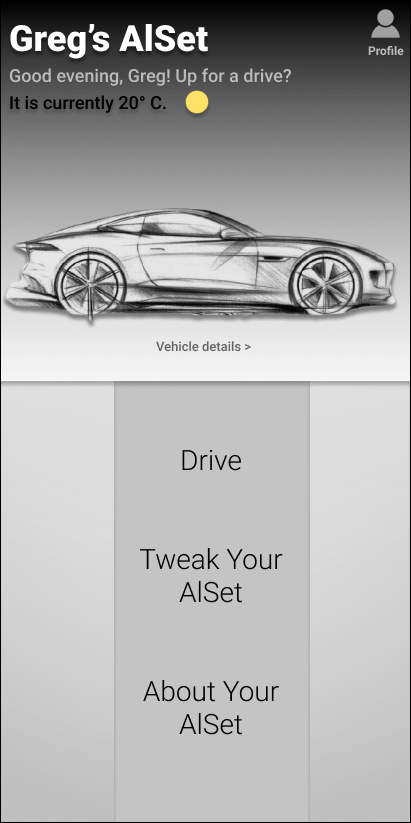 Greg's AlSet
Profile
Good evening, Greg! Up for a drive?
It is currently 20° C.
Vehicle details >
Drive
Tweak Your
AlSet
About Your
AlSet